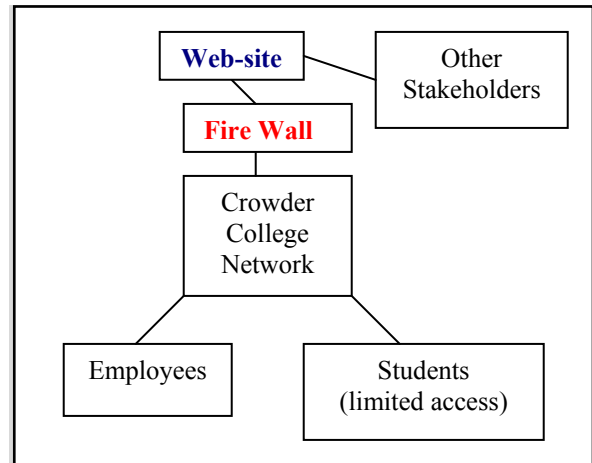 Web-site
Other
Stakeholders
Fire Wall
Crowder
College
Network
Employees
Students
(limited access)